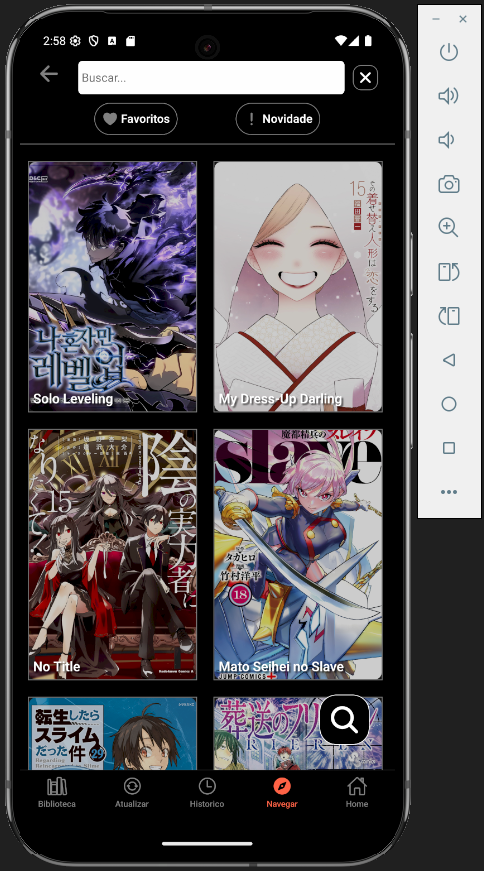 2:58
Buscar...
Favoritos
Novidade
D&C
나 혼자만
레벨업
Solo Leveling
15
その着せ替え人形は恋をする
My Dress-Up Darling
陰の実力者に
なりたくて!
15
No Title
魔都精兵のスレイブ
slave
タカヒロ
竹村洋平
18
JUMP COMICS
Mato Seihei no Slave
転生したら
スライム
だった件
29
Regarding
Reincarnated to Slime
葬送のフリーレン
FRIEREN
Biblioteca
Atualizar
Historico
Navegar
Home